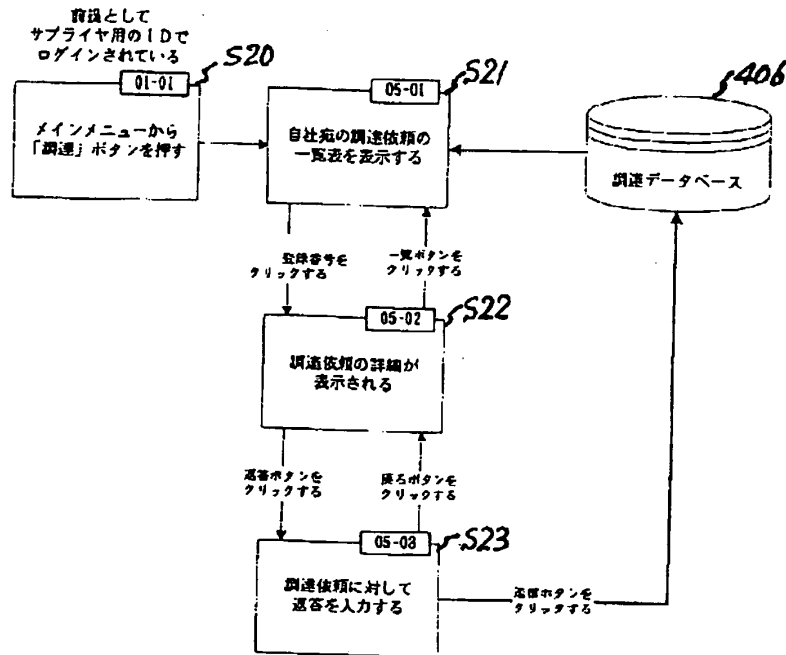 前提として
サプライヤ用のIDで
ログインされている
01-01
S20
メインメニューから
「調達」ボタンを押す
05-01
S21
自社宛の調達依頼の
一覧表を表示する
406
調達データベース
登録番号を
クリックする
一覧ボタンを
クリックする
05-02
S22
調達依頼の詳細が
表示される
返答ボタンを
クリックする
戻るボタンを
クリックする
05-03
S23
調達依頼に対して
返答を入力する
送信ボタンを
クリックする